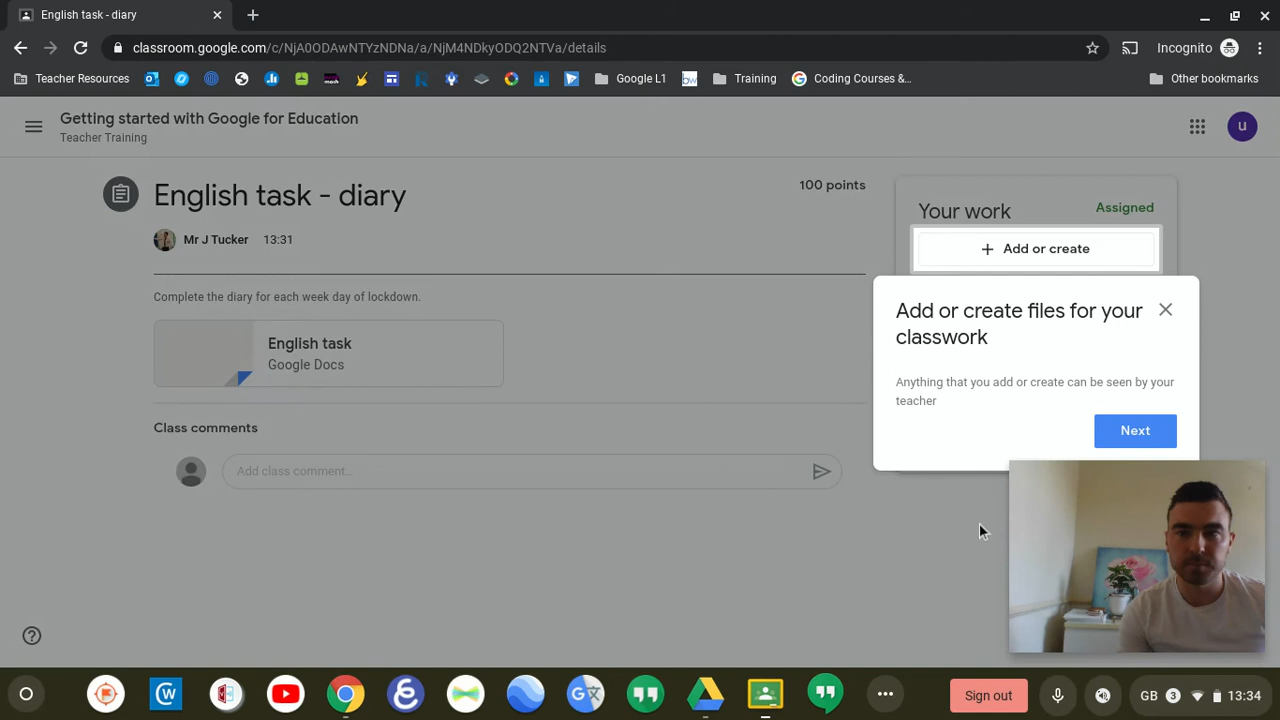 English task - diary
classroom.google.com/c/NjA0ODAwNTYzNDNa/a/NjM4NDkyODQ2NTVa/details
Incognito
Teacher Resources
Google L1
Training
Coding Courses &...
Other bookmarks
Getting started with Google for Education
Teacher Training
u
English task - diary
100 points
Mr J Tucker 13:31
Complete the diary for each week day of lockdown.
English task
Google Docs
Class comments
Add class comment...
Your work
Assigned
+ Add or create
Add or create files for your
classwork
Anything that you add or create can be seen by your
teacher
Next
Sign out
GB 3 13:34